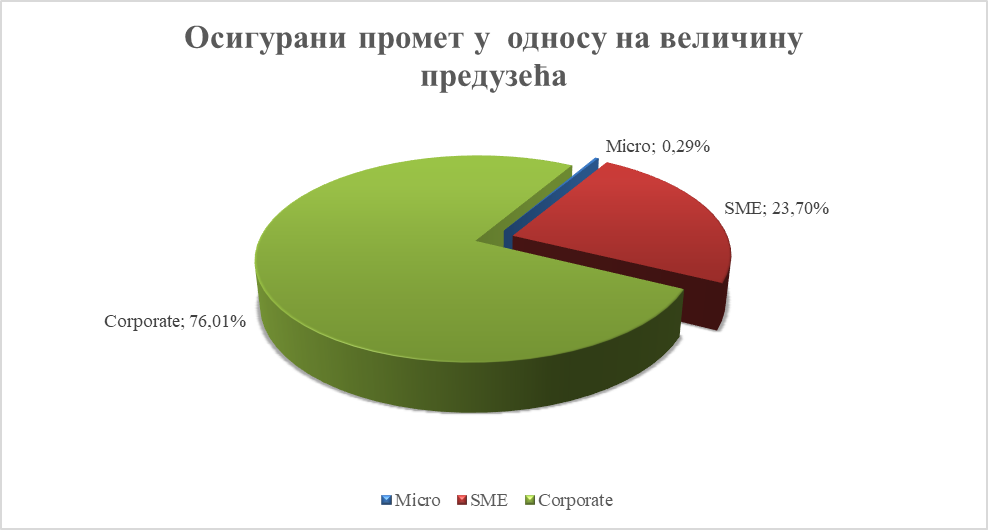 Осигурани промет у  односу на величину
предузећа
Micro; 0,29%
SME; 23,70%
Corporate; 76,01%
Micro SME Corporate